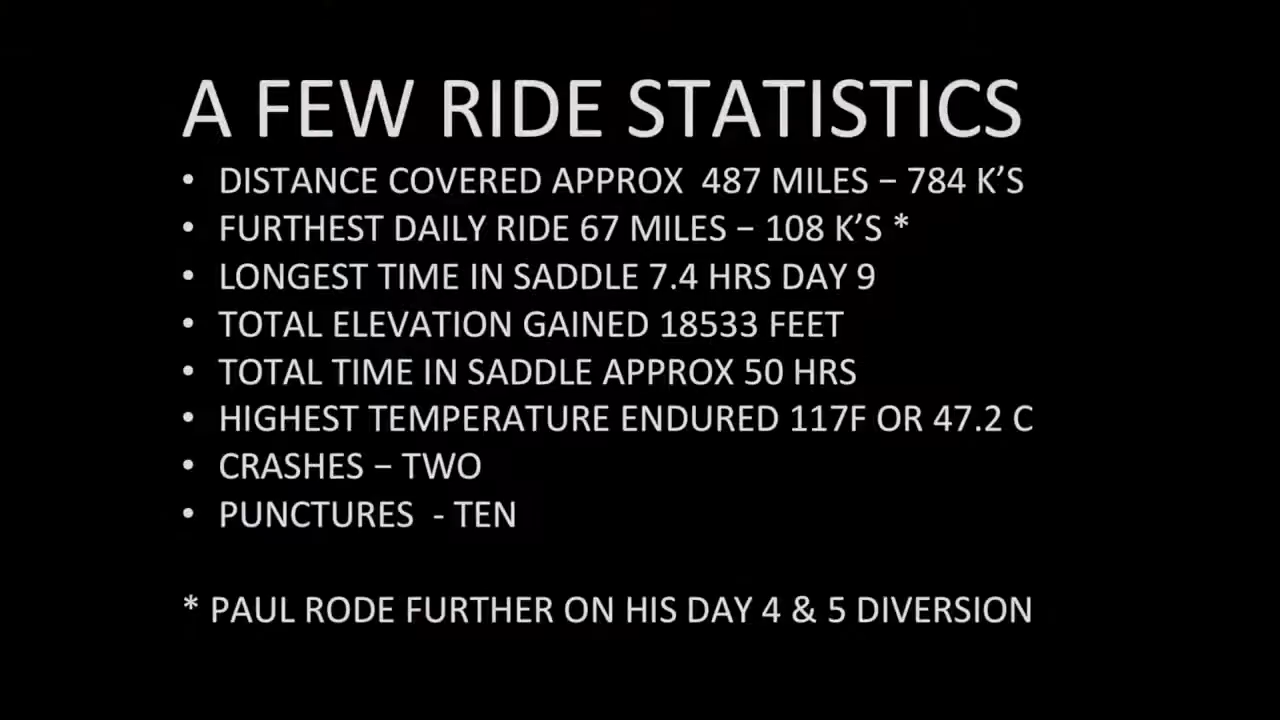 A FEW RIDE STATISTICS
• DISTANCE COVERED APPROX  487 MILES – 784 K’S
• FURTHEST DAILY RIDE 67 MILES – 108 K’S *
• LONGEST TIME IN SADDLE 7.4 HRS DAY 9
• TOTAL ELEVATION GAINED 18533 FEET
• TOTAL TIME IN SADDLE APPROX 50 HRS
• HIGHEST TEMPERATURE ENDURED 117F OR 47.2 C
• CRASHES – TWO
• PUNCTURES  - TEN
* PAUL RODE FURTHER ON HIS DAY 4 & 5 DIVERSION